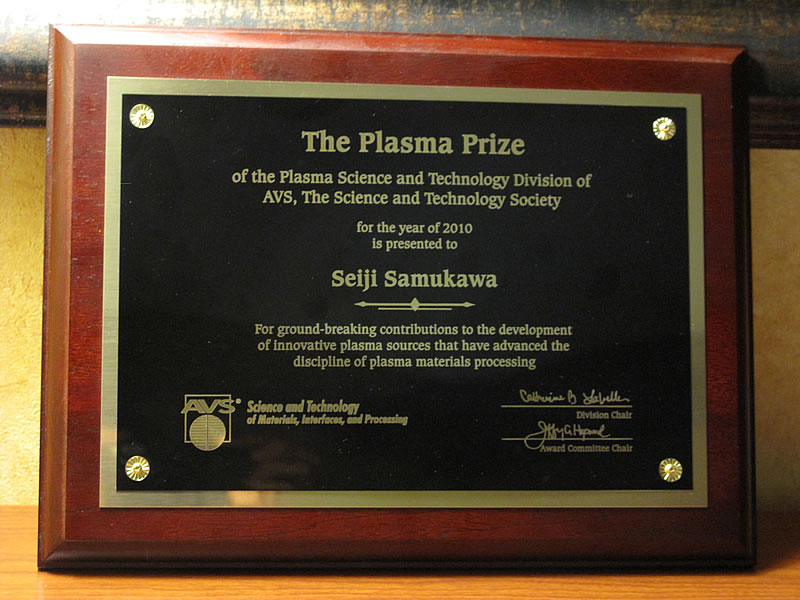 The Plasma Prize
of the Plasma Science and Technology Division of
AVS, The Science and Technology Society
for the year of 2010
is presented to
Seiji Samukawa
For ground-breaking contributions to the development
of innovative plasma sources that have advanced the
discipline of plasma materials processing
AVS®
Science and Technology
of Materials, Interfaces, and Processing
Catherine B
Division Chair
Award Committee Chair